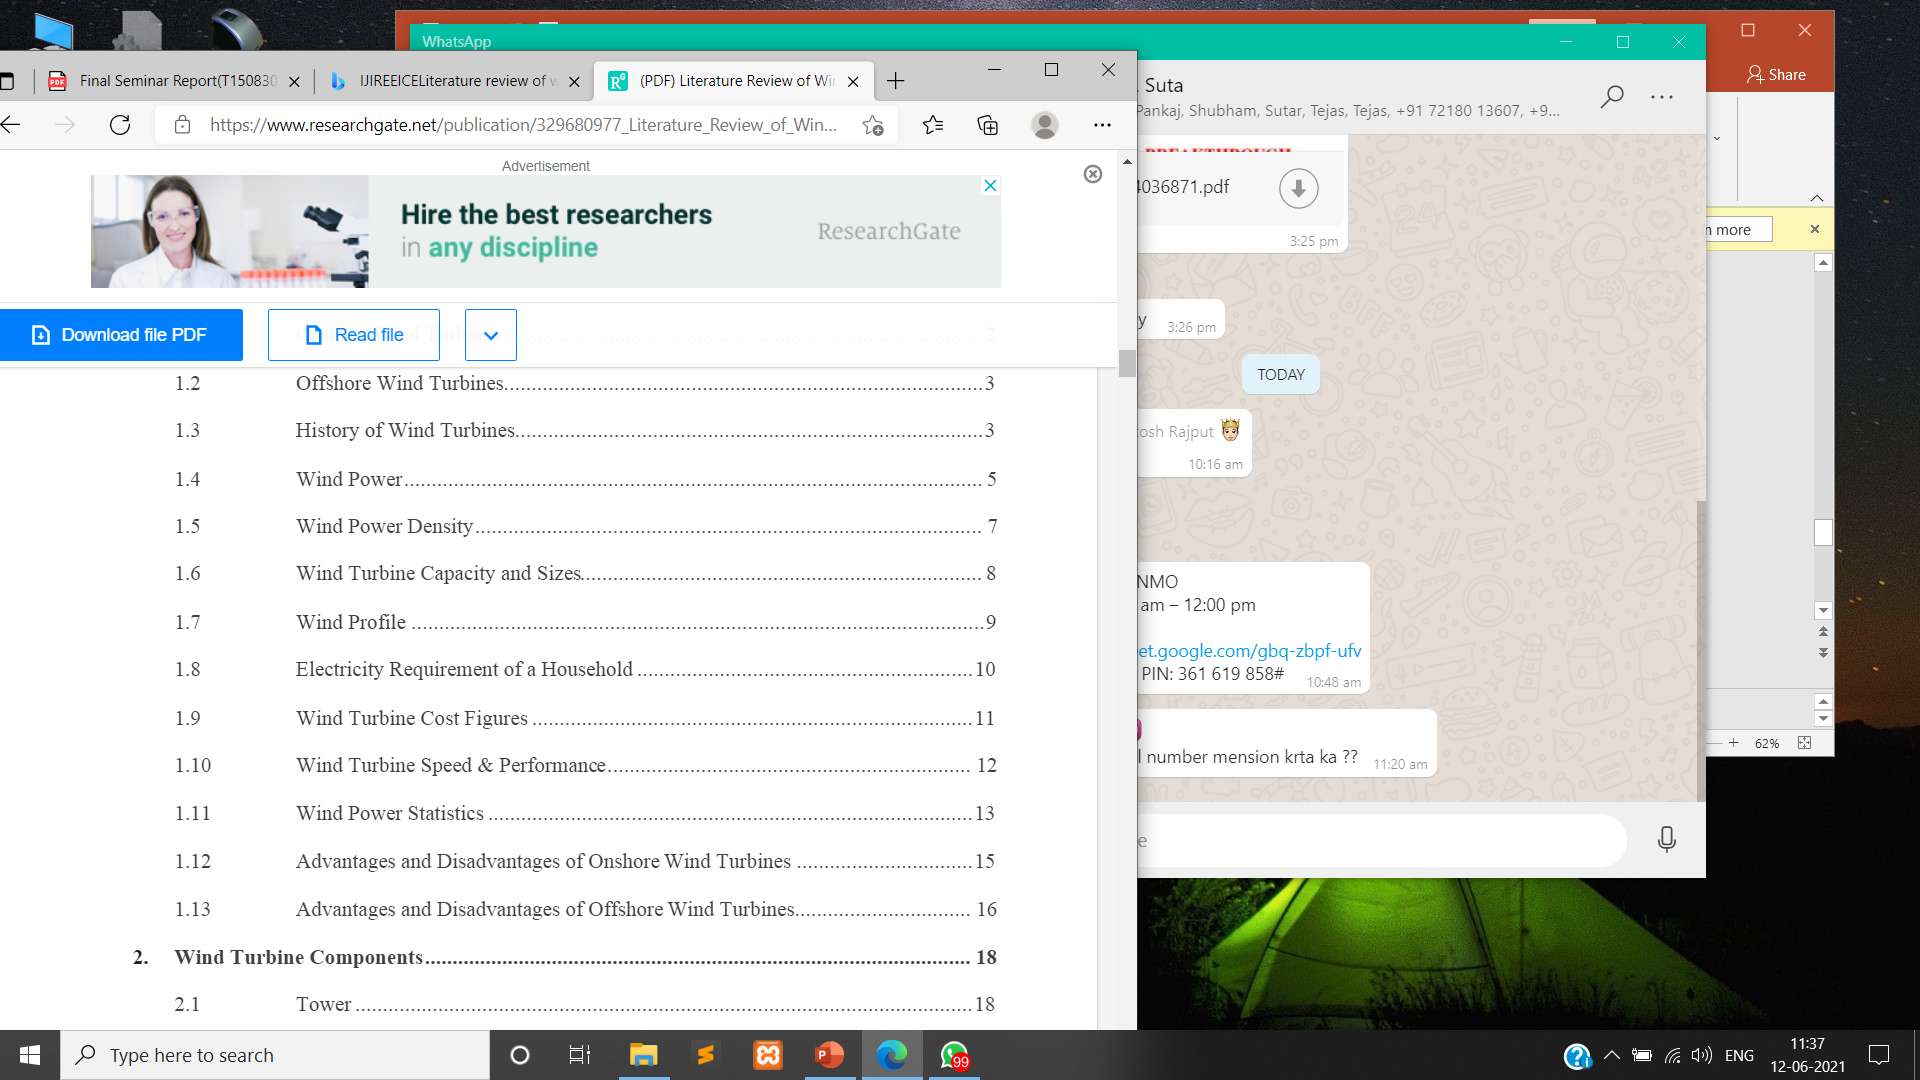 WhatsApp
Final Seminar Report(T150830
IJIREEICELiterature review of w
(PDF) Literature Review of Win
Share
Suta
Pankaj, Shubham, Sutar, Tejas, Tejas, +91 72180 13607, +9...
https://www.researchgate.net/publication/329680977_Literature_Review_of_Win...
Advertisement
Hire the best researchers
in any discipline
ResearchGate
4036871.pdf
3:25 pm
n more
Download file PDF
Read file
2
y
3:26 pm
TODAY
1.2 Offshore Wind Turbines 3
1.3 History of Wind Turbines 3
tosh Rajput
10:16 am
1.4 Wind Power 5
1.5 Wind Power Density 7
1.6 Wind Turbine Capacity and Sizes 8
NMO
am – 12:00 pm
1.7 Wind Profile 9
et.google.com/gbq-zbpf-ufv
PIN: 361 619 858#
10:48 am
1.8 Electricity Requirement of a Household 10
1.9 Wind Turbine Cost Figures 11
l number mension krta ka ??
11:20 am
62%
1.10 Wind Turbine Speed & Performance 12
1.11 Wind Power Statistics 13
e
1.12 Advantages and Disadvantages of Onshore Wind Turbines 15
1.13 Advantages and Disadvantages of Offshore Wind Turbines 16
2. Wind Turbine Components 18
2.1 Tower 18
Type here to search
99
ENG
11:37
12-06-2021